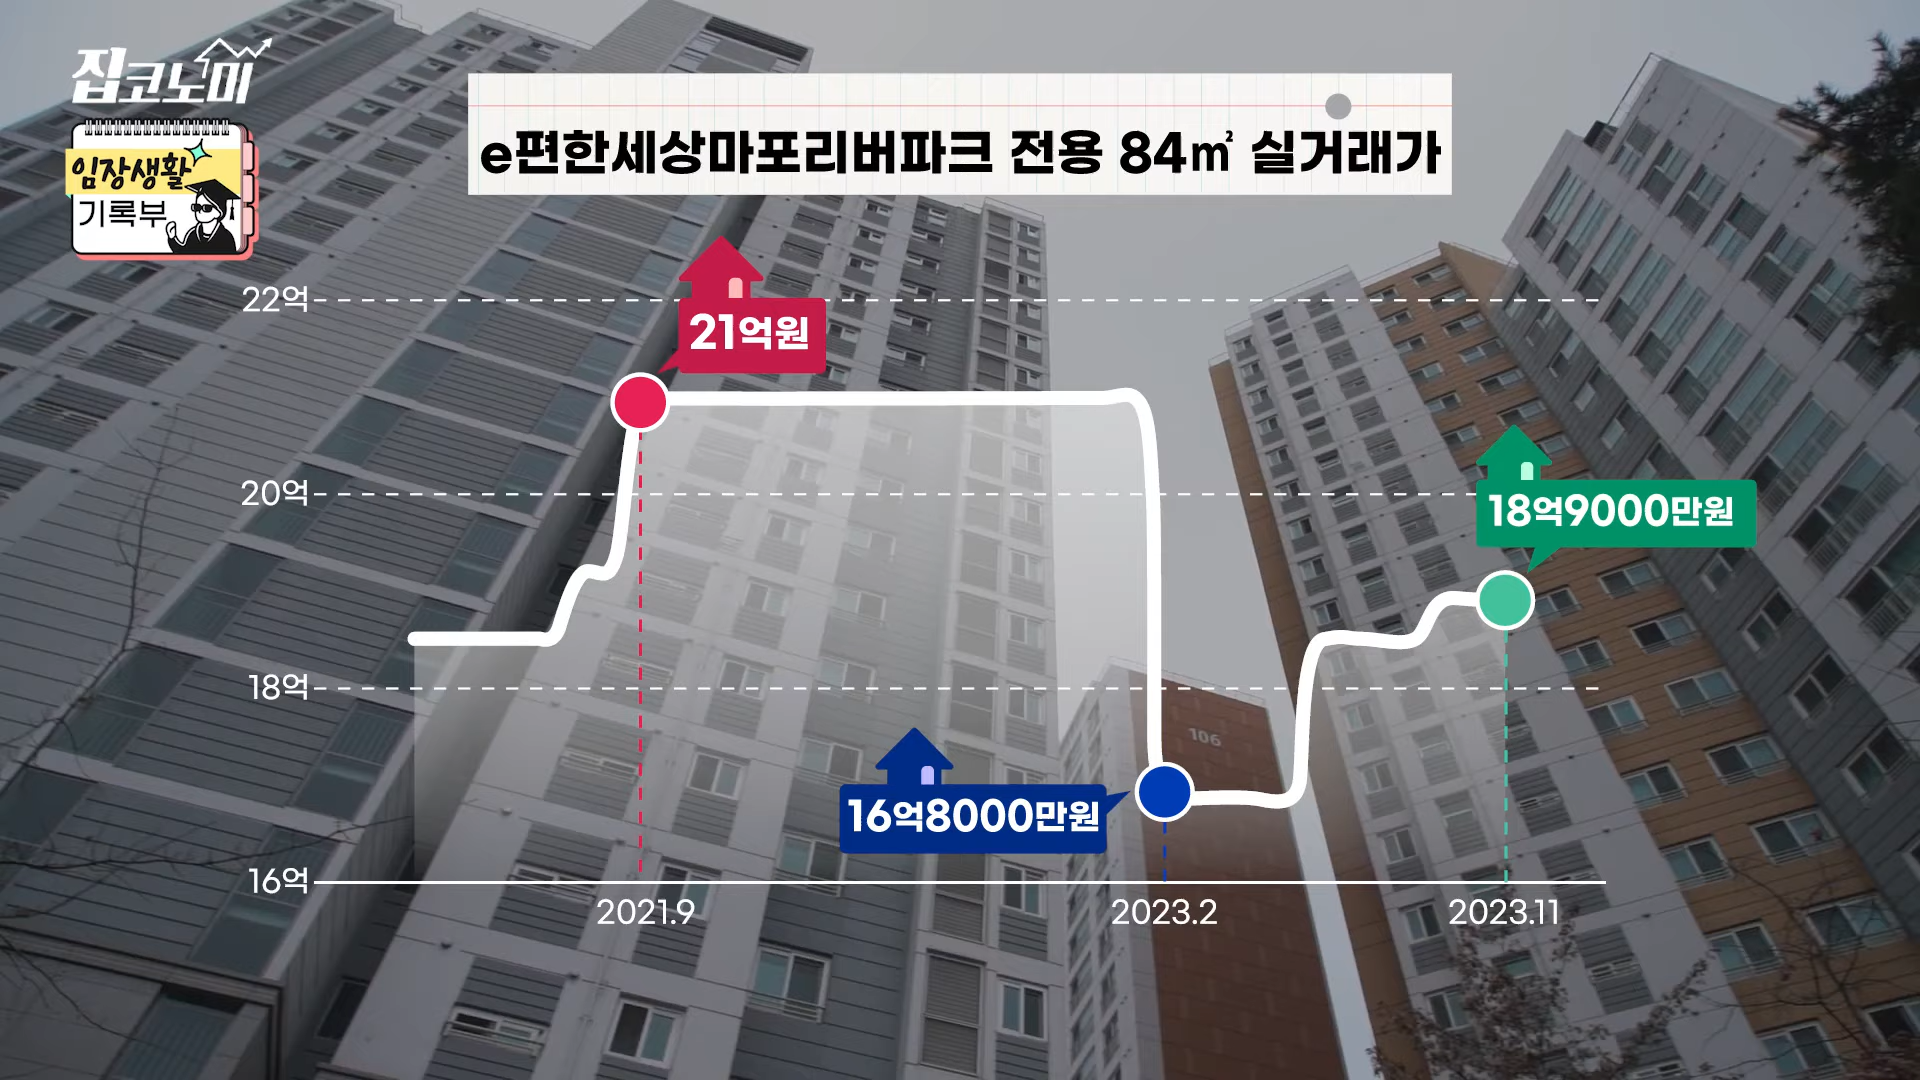 집코노미
임장생활
기록부
e편한세상마포리버파크 전용 84㎡ 실거래가
22억
21억원
20억
18억9000만원
18억
106
16억8000만원
16억
2021.9
2023.2
2023.11